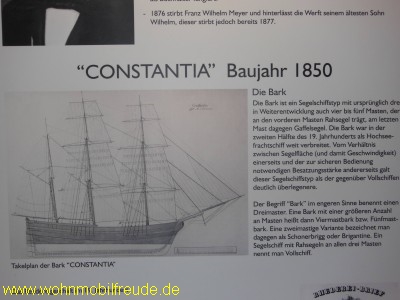 - 1876 stirbt Franz Wilhelm Meyer und hinterlässt die Werft seinem ältesten Sohn
Wilhelm, dieser stirbt jedoch bereits 1877.
"CONSTANTIA" Baujahr 1850
Die Bark
Die Bark ist ein Segelschiffstyp mit ursprünglich drei
in Weiterentwicklung auch vier bis fünf Masten, der
an den vorderen Masten Rahsegel trägt, am letzten
Mast dagegen Gaffelsegel. Die Bark war in der
zweiten Hälfte des 19. Jahrhunderts als Hochsee-
frachtschiff weit verbreitet. Vom Verhältnis
zwischen Segelfläche (und damit Geschwindigkeit)
einerseits und der zur sicheren Bedienung
notwendigen Besatzungsstärke andererseits galt
dieser Segelschiffstyp als der gegenüber Vollschiffen
deutlich überlegenere.
Der Begriff "Bark" im engeren Sinne benennt einen
Dreimaster. Eine Bark mit einer größeren Anzahl
an Masten heißt dann Viermastbark bzw. Fünfmast-
bark. Eine zweimastige Variante bezeichnet man
dagegen als Schonerbrigg oder Brigantine. Ein
Segelschiff mit Rahsegeln an allen drei Masten
nennt man Vollschiff.
Takelplan der Bark "CONSTANTIA"
RHEDEREI-BRIEF
© www.wohnmobilfreude.de